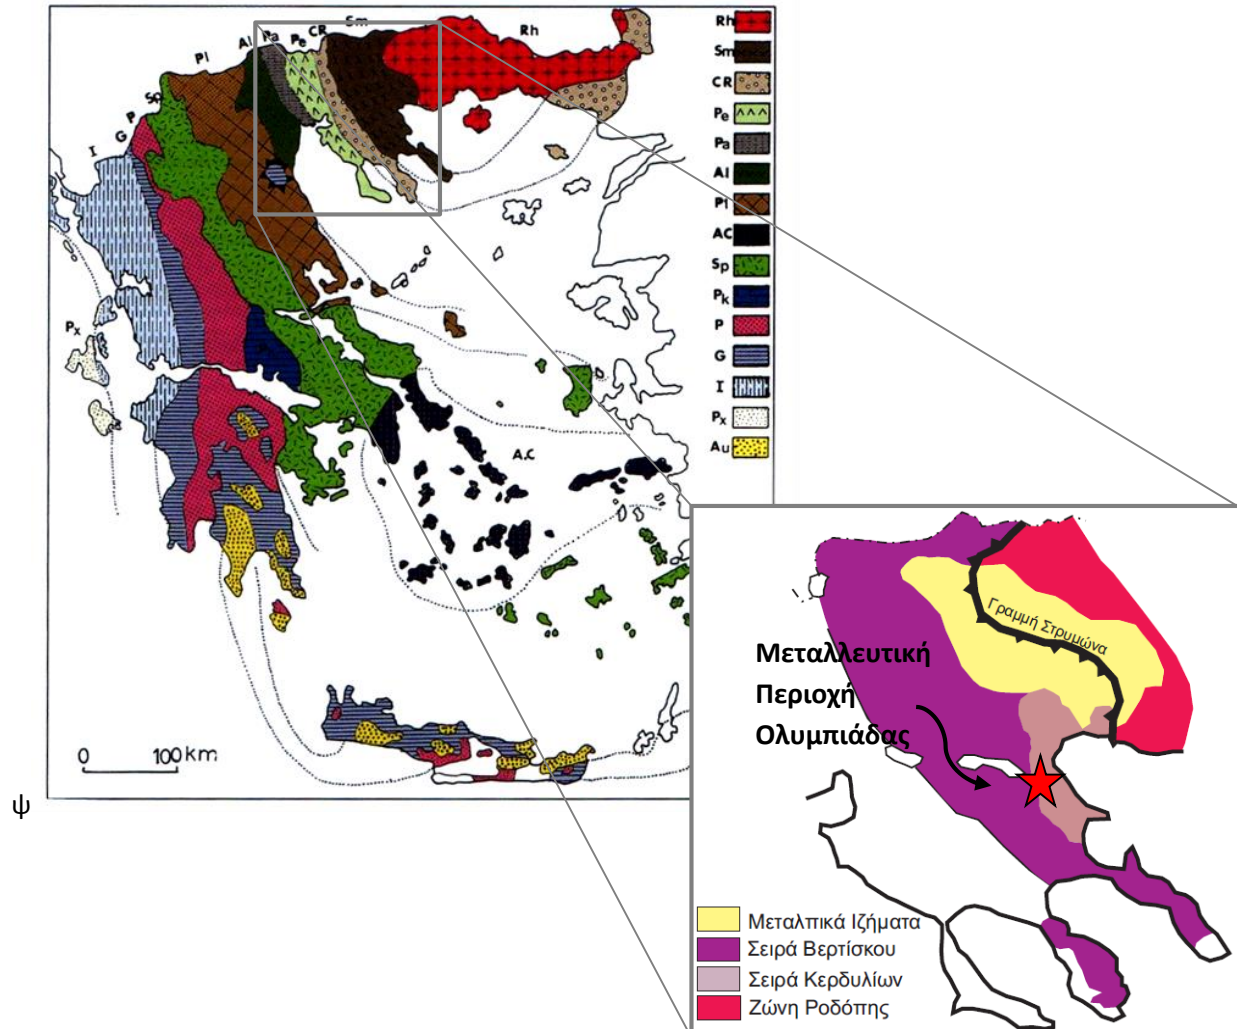 Sm
Rh
CR
Pe
Pa
Al
Pl
Sp
P
G
I
Px
A.C
0 100 km
Rh
Sm
CR
Pe
Pa
Al
Pl
AC
Sp
Pk
P
G
I
Px
Au
ψ
Γραμμή Στρυμώνα
Μεταλλευτική
Περιοχή
Ολυμπιάδας
Μεταλπικά Ιζήματα
Σειρά Βερτίσκου
Σειρά Κερδυλίων
Ζώνη Ροδόπης